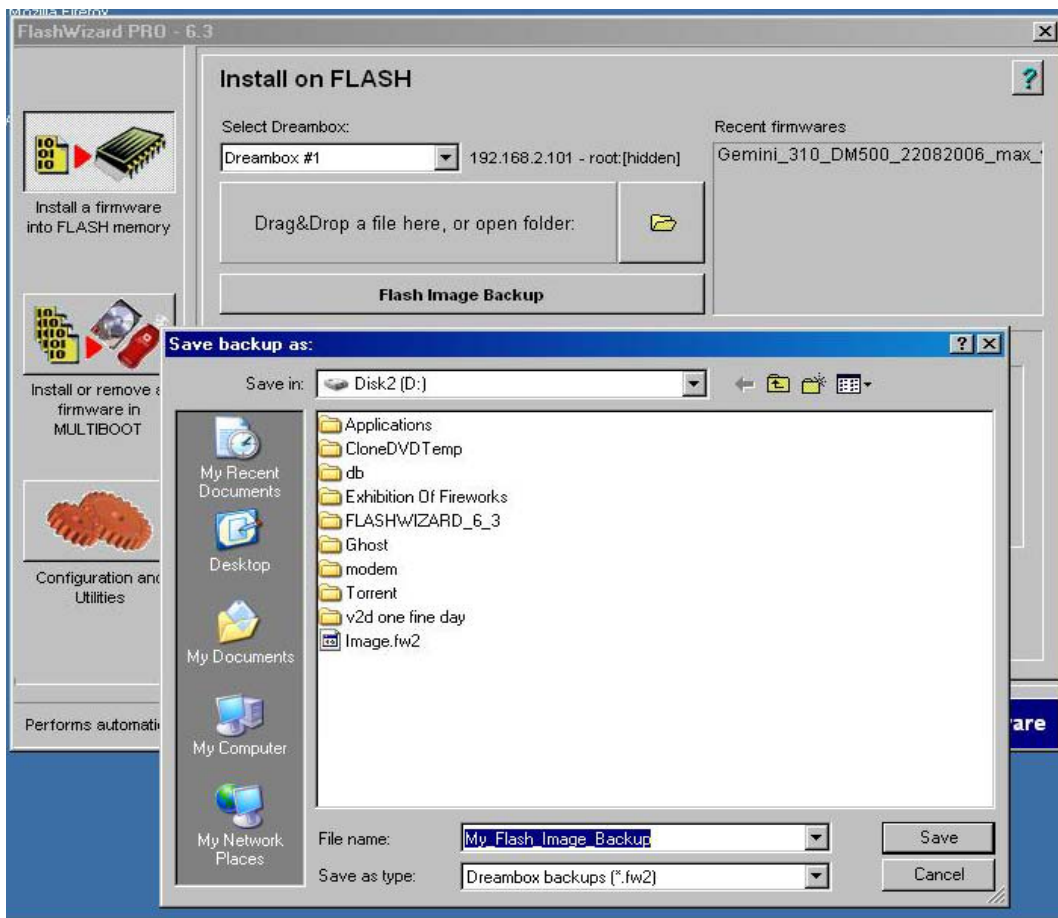 Mozilla Firefox
FlashWizard PRO - 6.3
Install on FLASH
?
Select Dreambox:
Dreambox #1
192.168.2.101 - root:[hidden]
Recent firmwares
Gemini_310_DM500_22082006_max_
Install a firmware
into FLASH memory
Drag&Drop a file here, or open folder:
Flash Image Backup
Install or remove a
firmware in
MULTIBOOT
Configuration and
Utilities
Performs automati
are
Save backup as:
Save in:
Disk2 (D:)
My Recent
Documents
Desktop
My Documents
My Computer
My Network
Places
Applications
CloneDVDTemp
db
Exhibition Of Fireworks
FLASHWIZARD_6_3
Ghost
modem
Torrent
v2d one fine day
Image.fw2
File name:
My_Flash_Image_Backup
Save
Save as type:
Dreambox backups (*.fw2)
Cancel